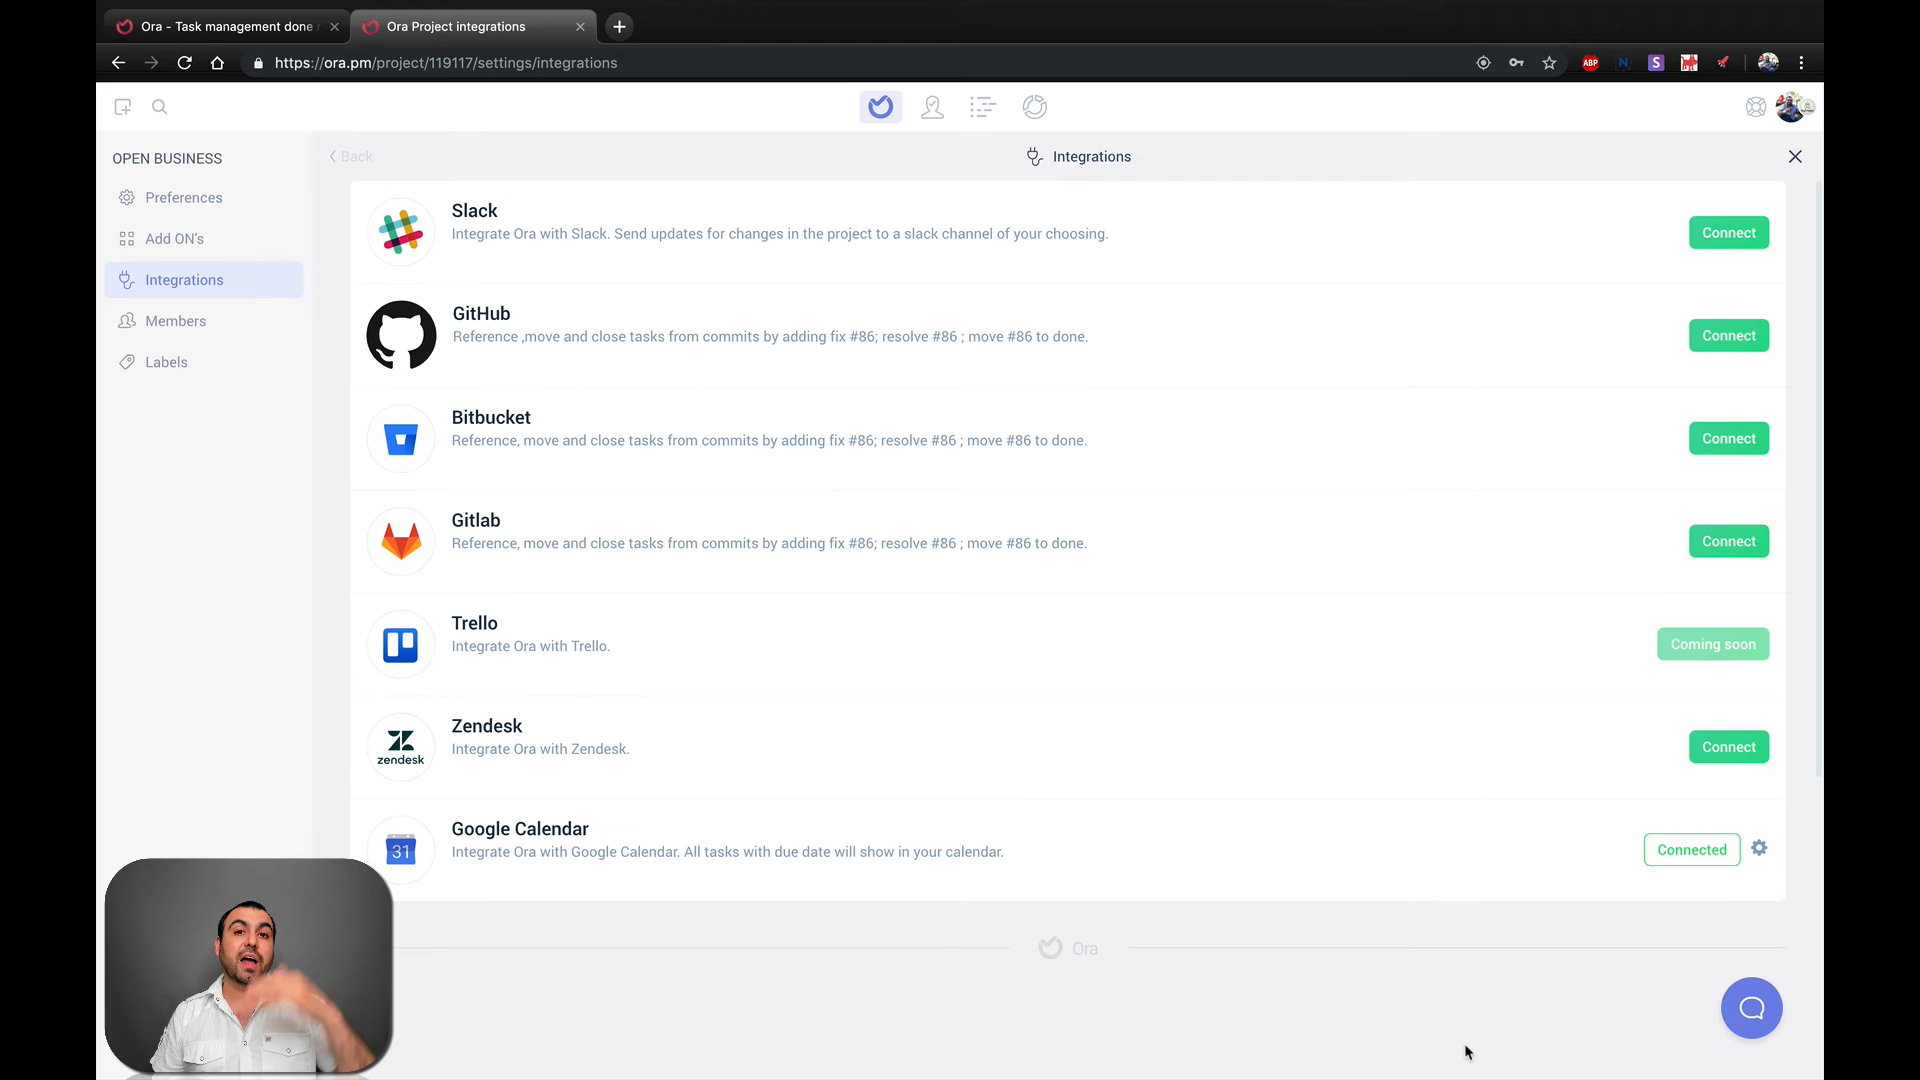 Ora - Task management done
Ora Project integrations
https://ora.pm/project/119117/settings/integrations
ABP
N
S
OPEN BUSINESS
Back
Integrations
Preferences
Add ON's
Integrations
Members
Labels
Slack
Integrate Ora with Slack. Send updates for changes in the project to a slack channel of your choosing.
Connect
GitHub
Reference ,move and close tasks from commits by adding fix #86; resolve #86 ; move #86 to done.
Connect
Bitbucket
Reference, move and close tasks from commits by adding fix #86; resolve #86 ; move #86 to done.
Connect
Gitlab
Reference, move and close tasks from commits by adding fix #86; resolve #86 ; move #86 to done.
Connect
Trello
Integrate Ora with Trello.
Coming soon
zendesk
Zendesk
Integrate Ora with Zendesk.
Connect
31
Google Calendar
Integrate Ora with Google Calendar. All tasks with due date will show in your calendar.
Connected
Ora